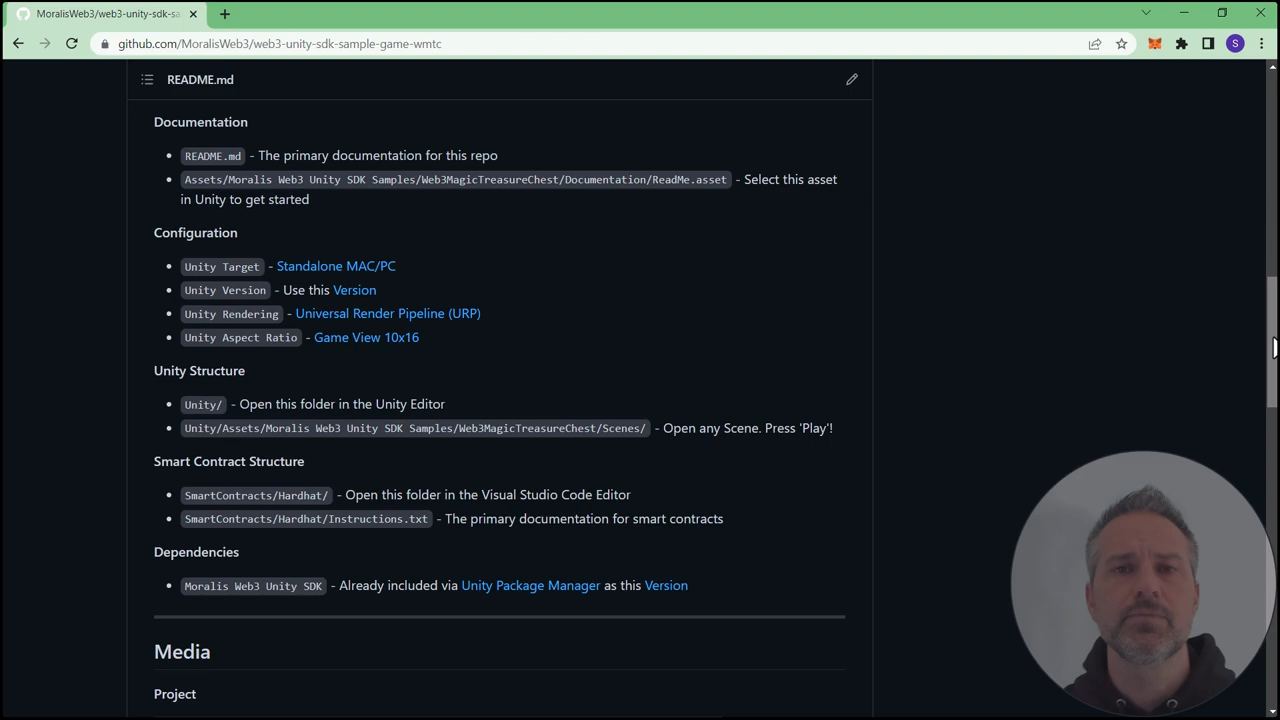 MoralisWeb3/web3-unity-sdk-sa
github.com/MoralisWeb3/web3-unity-sdk-sample-game-wmtc
S
README.md
Documentation
README.md - The primary documentation for this repo
Assets/Moralis Web3 Unity SDK Samples/Web3MagicTreasureChest/Documentation/ReadMe.asset - Select this asset
in Unity to get started
Configuration
Unity Target - Standalone MAC/PC
Unity Version - Use this Version
Unity Rendering - Universal Render Pipeline (URP)
Unity Aspect Ratio - Game View 10x16
Unity Structure
Unity/ - Open this folder in the Unity Editor
Unity/Assets/Moralis Web3 Unity SDK Samples/Web3MagicTreasureChest/Scenes/ - Open any Scene. Press 'Play'!
Smart Contract Structure
SmartContracts/Hardhat/ - Open this folder in the Visual Studio Code Editor
SmartContracts/Hardhat/Instructions.txt - The primary documentation for smart contracts
Dependencies
Moralis Web3 Unity SDK - Already included via Unity Package Manager as this Version
Media
Project